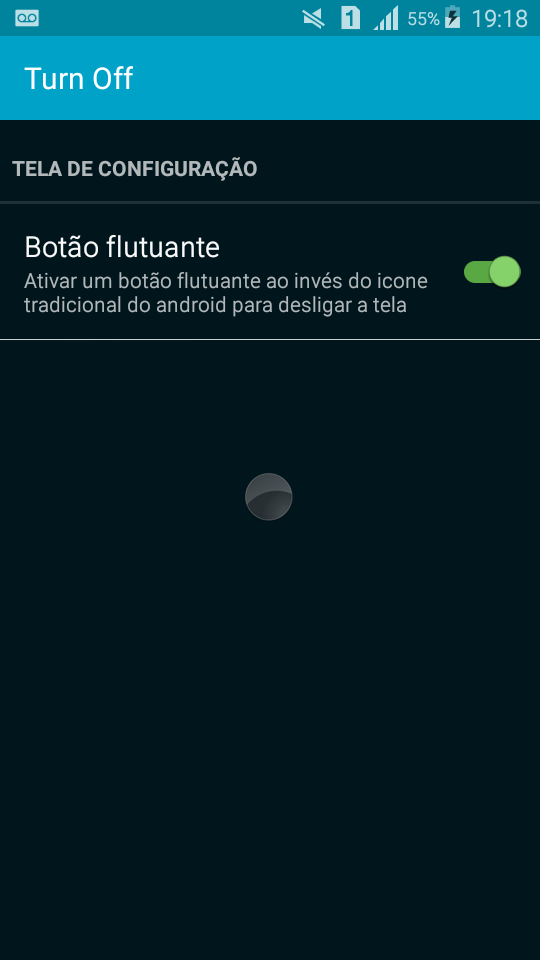 1 55% 19:18
Turn Off
TELA DE CONFIGURAÇÃO
Botão flutuante
Ativar um botão flutuante ao invés do icone
tradicional do android para desligar a tela